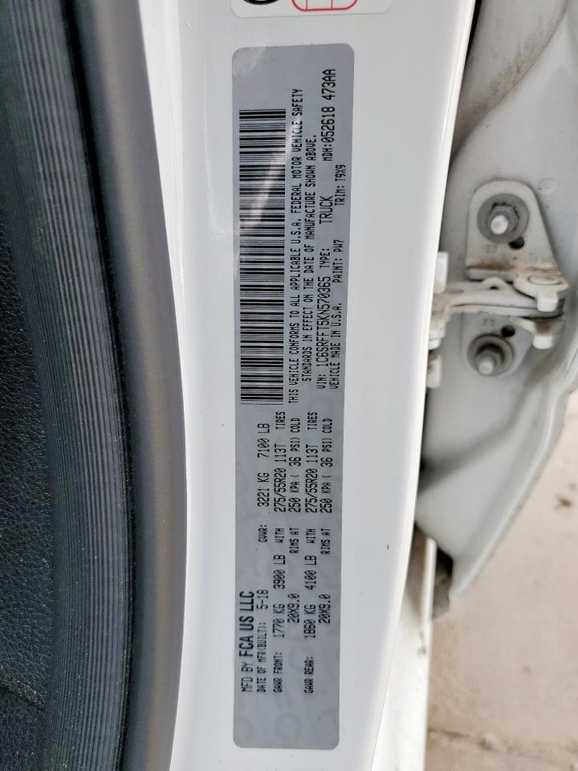 MFD BY FCA US LLC
DATE OF MFR(BUILT): 5-18 GVWR: 3221 KG 7100 LB
GAWR FRONT: 1770 KG 3900 LB WITH 275/55R20 113T TIRES
20X9.0 RIMS AT 250 KPA ( 36 PSI) COLD
GAWR REAR: 1860 KG 4100 LB WITH 275/55R20 113T TIRES
20X9.0 RIMS AT 250 KPA ( 36 PSI) COLD
THIS VEHICLE CONFORMS TO ALL APPLICABLE U.S.A. FEDERAL MOTOR VEHICLE SAFETY
STANDARDS IN EFFECT ON THE DATE OF MANUFACTURE SHOWN ABOVE.
VIN: 1C6SRFFT5KN570365 TYPE: TRUCK MDH:052618 473AA
VEHICLE MADE IN U.S.A. PAINT: PW7 TRIM: T9X9